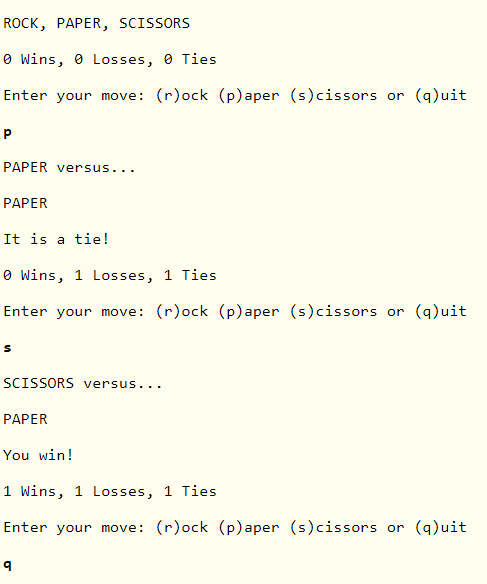 ROCK, PAPER, SCISSORS
0 Wins, 0 Losses, 0 Ties
Enter your move: (r)ock (p)aper (s)cissors or (q)uit
p
PAPER versus...
PAPER
It is a tie!
0 Wins, 1 Losses, 1 Ties
Enter your move: (r)ock (p)aper (s)cissors or (q)uit
s
SCISSORS versus...
PAPER
You win!
1 Wins, 1 Losses, 1 Ties
Enter your move: (r)ock (p)aper (s)cissors or (q)uit
q